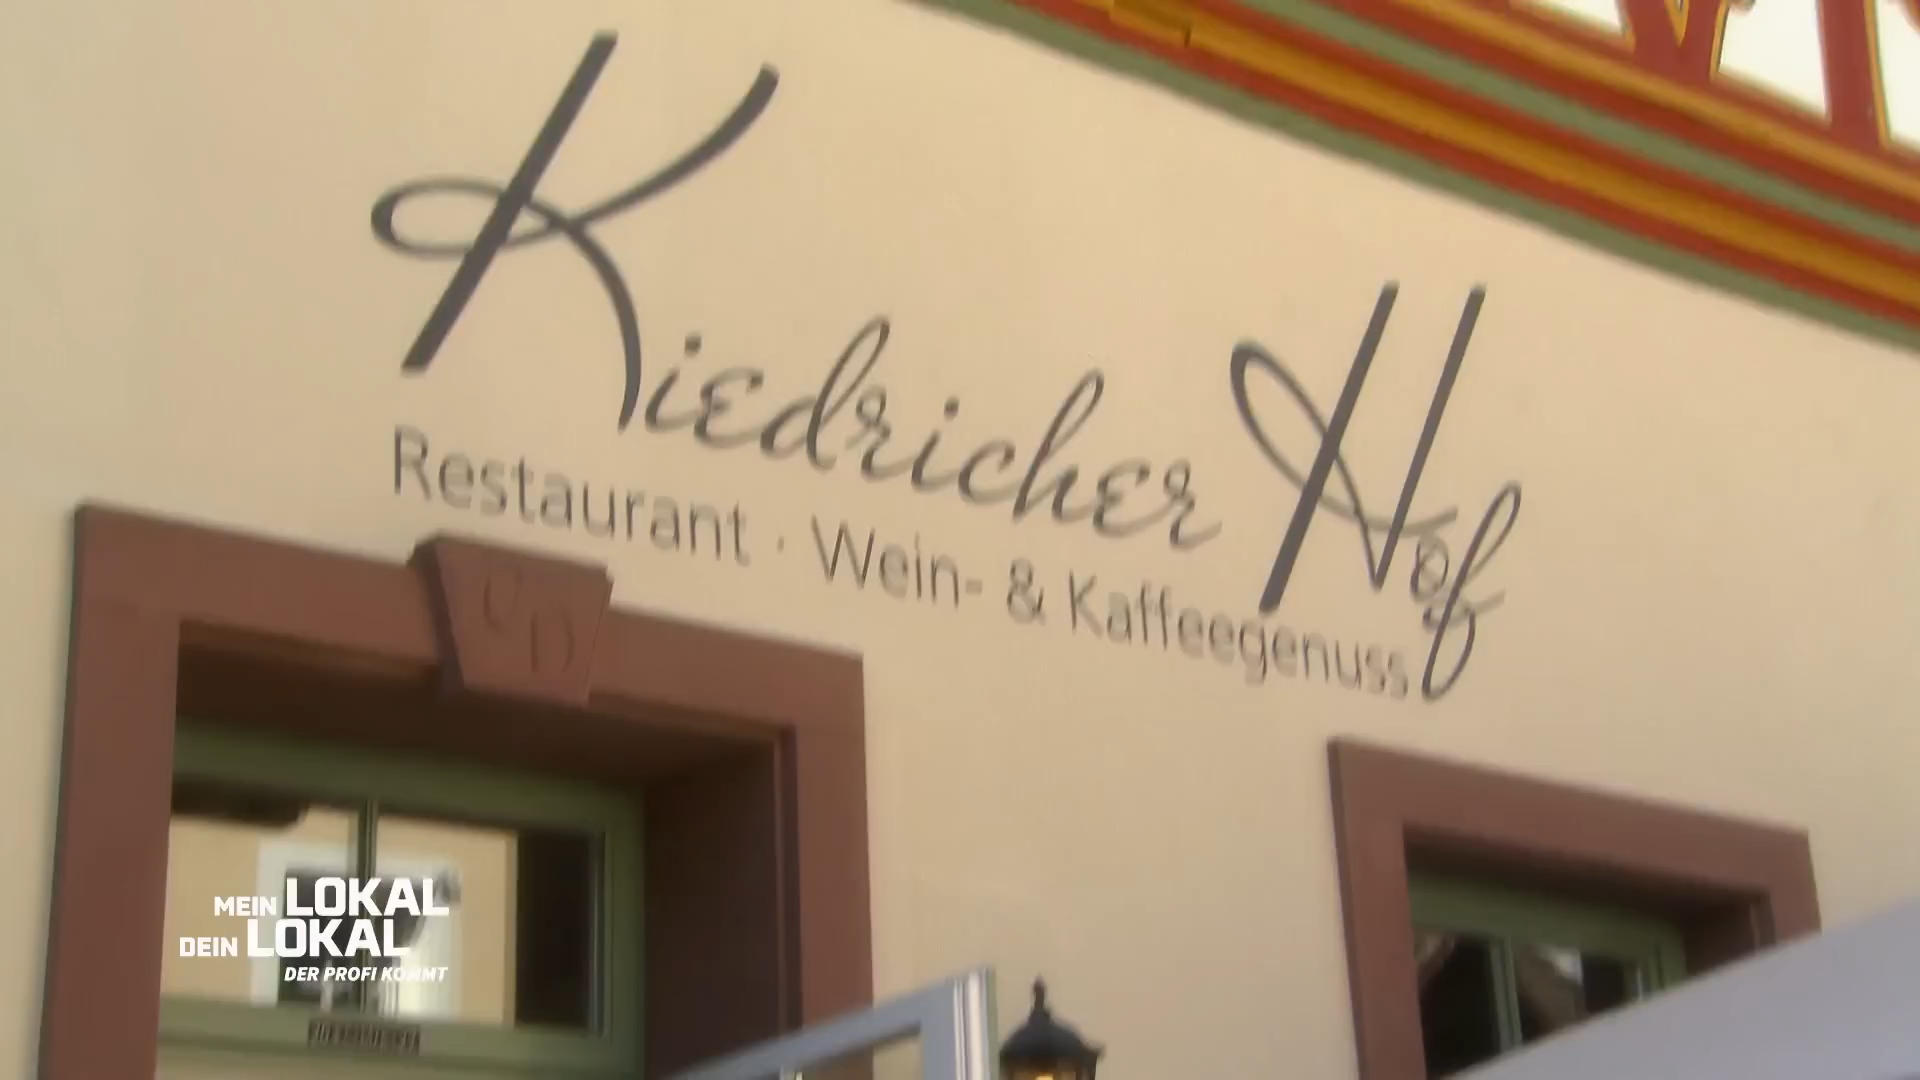 Kiedricher Hof
Restaurant · Wein- & Kaffeegenuss
MEIN LOKAL
DEIN LOKAL
DER PROFI KOMMT